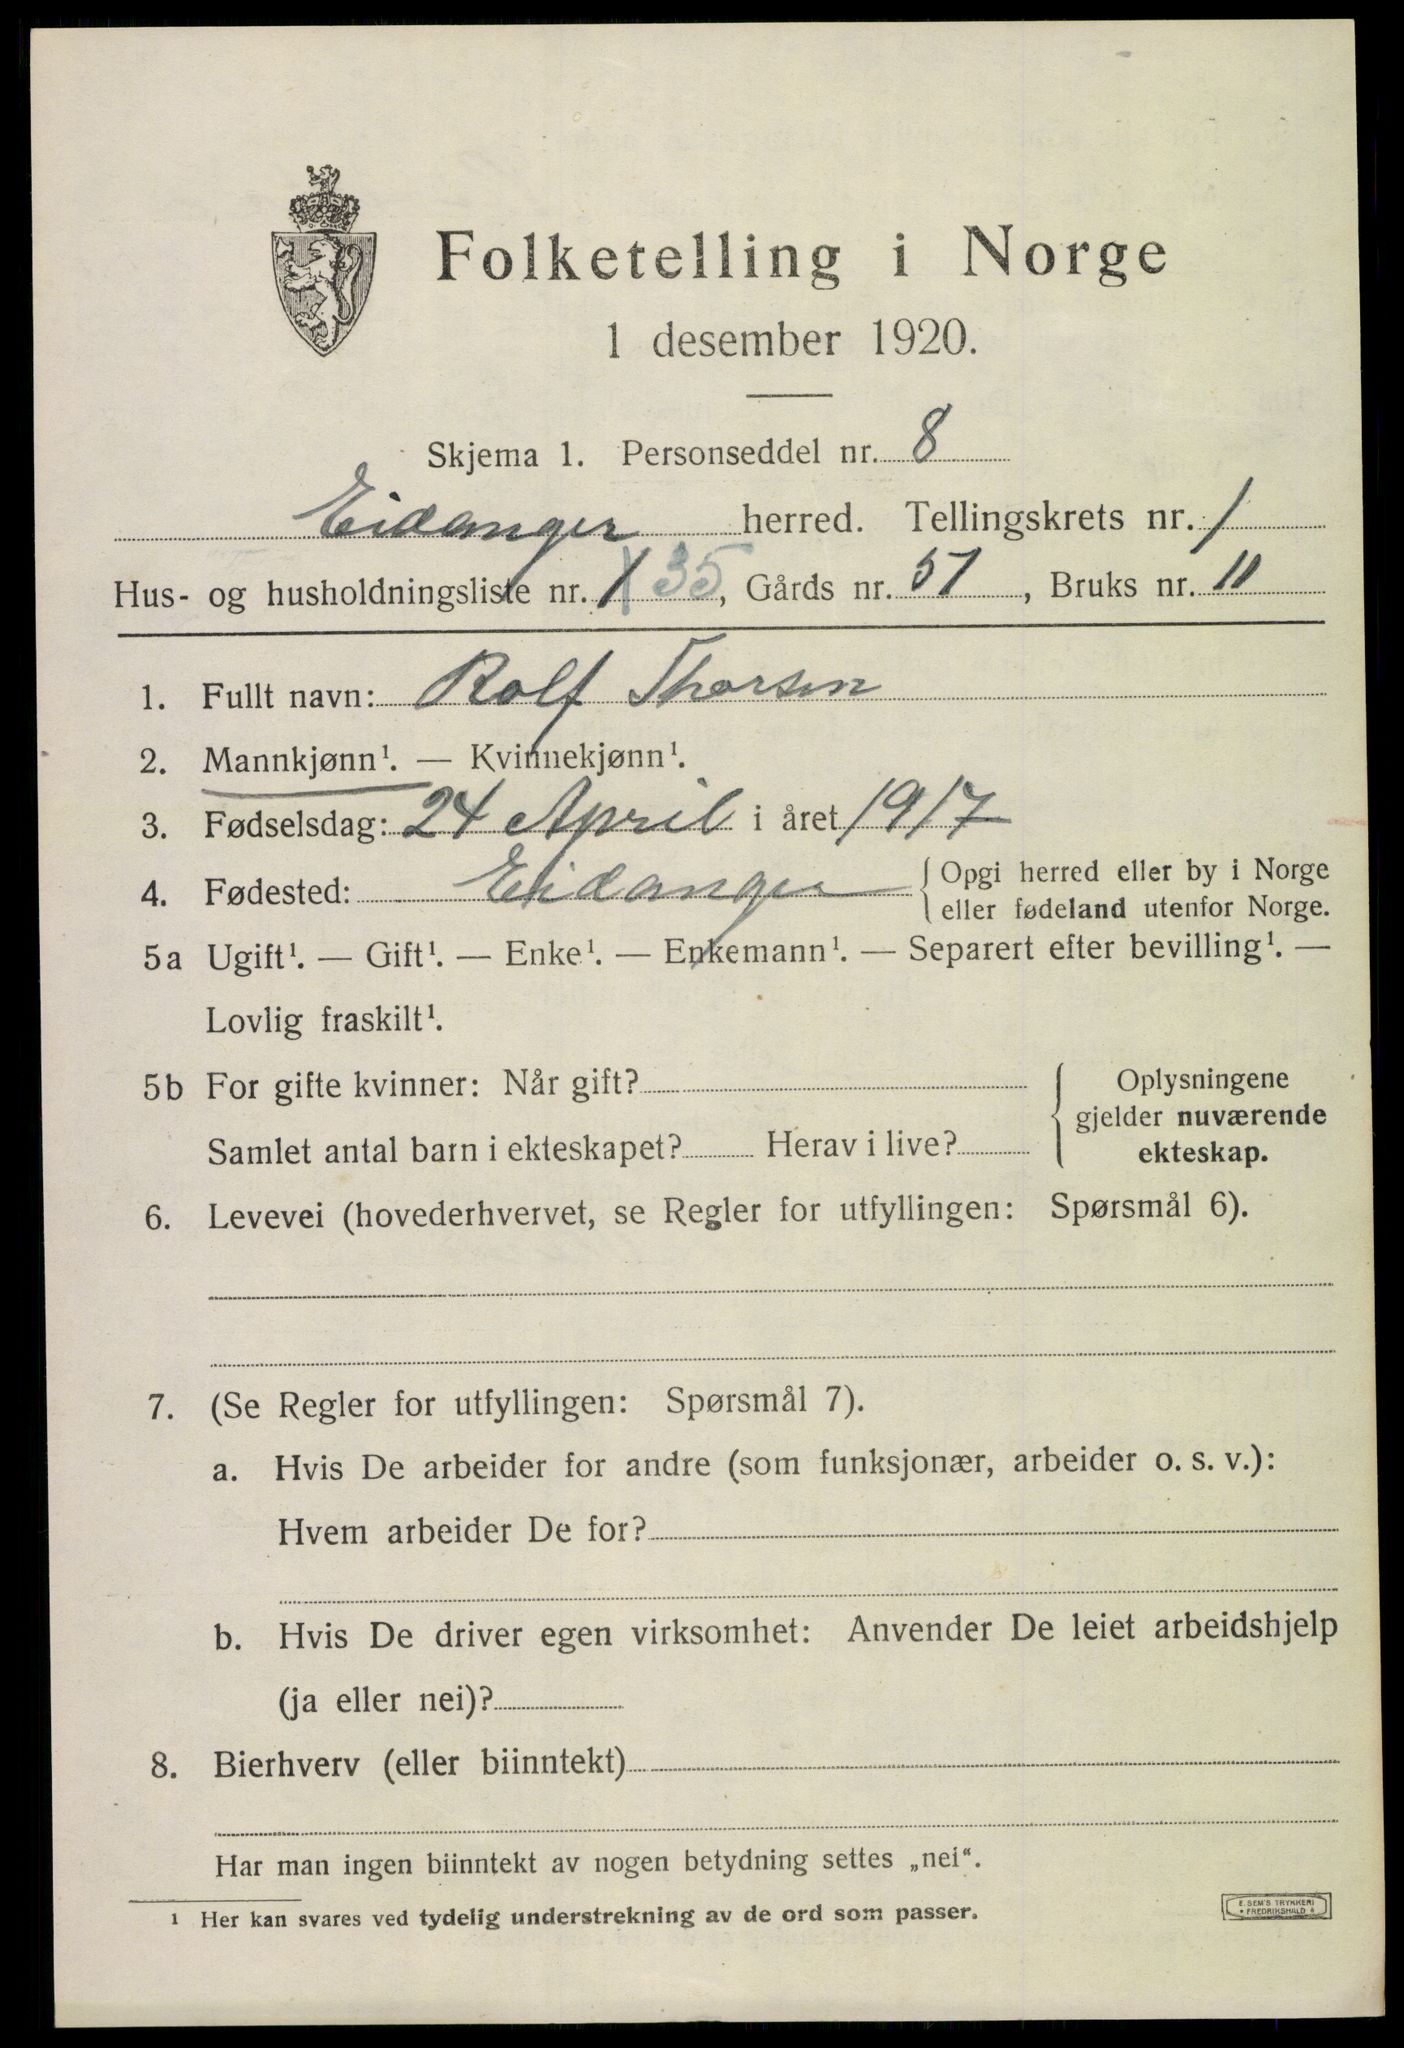 Folketelling i Norge
1 desember 1920.
Skjema 1. Personseddel nr. 8
Eidanger herred. Tellingskrets nr. 1
Hus- og husholdningsliste nr. 1 35, Gårds nr. 51, Bruks nr. 11
1. Fullt navn: Rolf Thorsen
2. Mannkjønn¹. — Kvinnekjønn¹.
3. Fødselsdag: 24 April i året 1917
4. Fødested: Eidanger { Opgi herred eller by i Norge
eller fødeland utenfor Norge.
5a Ugift¹. — Gift¹. — Enke¹. — Enkemann¹. — Separert efter bevilling¹. —
Lovlig fraskilt¹.
5b For gifte kvinner: Når gift? { Oplysningene
gjelder nuværende
Samlet antal barn i ekteskapet? Herav i live? ekteskap.
6. Levevei (hovederhvervet, se Regler for utfyllingen: Spørsmål 6).
7. (Se Regler for utfyllingen: Spørsmål 7).
a. Hvis De arbeider for andre (som funksjonær, arbeider o. s. v.):
Hvem arbeider De for?
b. Hvis De driver egen virksomhet: Anvender De leiet arbeidshjelp
(ja eller nei)?
8. Bierhverv (eller biinntekt)
Har man ingen biinntekt av nogen betydning settes „nei“.
¹ Her kan svares ved tydelig understrekning av de ord som passer.
E. SEM'S TRYKKERI
FREDRIKSHALD